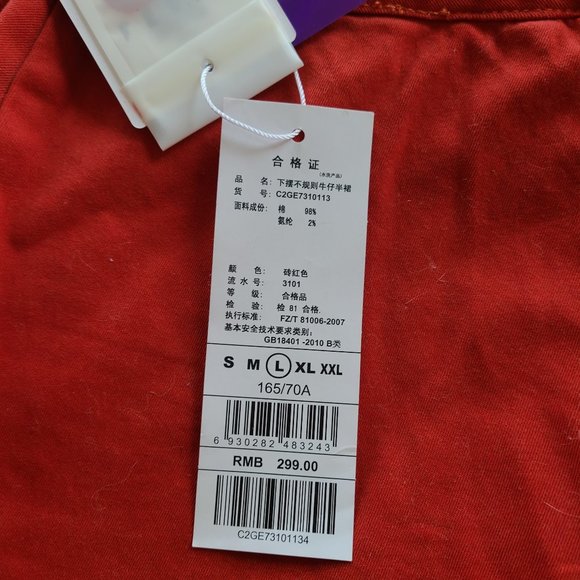 合格证
(水洗产品)
品 名: 下摆不规则牛仔半裙
货 号: C2GE7310113
面料成份: 棉 98%
氨纶 2%
颜 色: 砖红色
流 水 号: 3101
等 级: 合格品
检 验: 检 81 合格.
执行标准: FZ/T 81006-2007
基本安全技术要求类别:
GB18401 -2010 B类
S M L XL XXL
165/70A
6 930282 483243
RMB 299.00
C2GE73101134